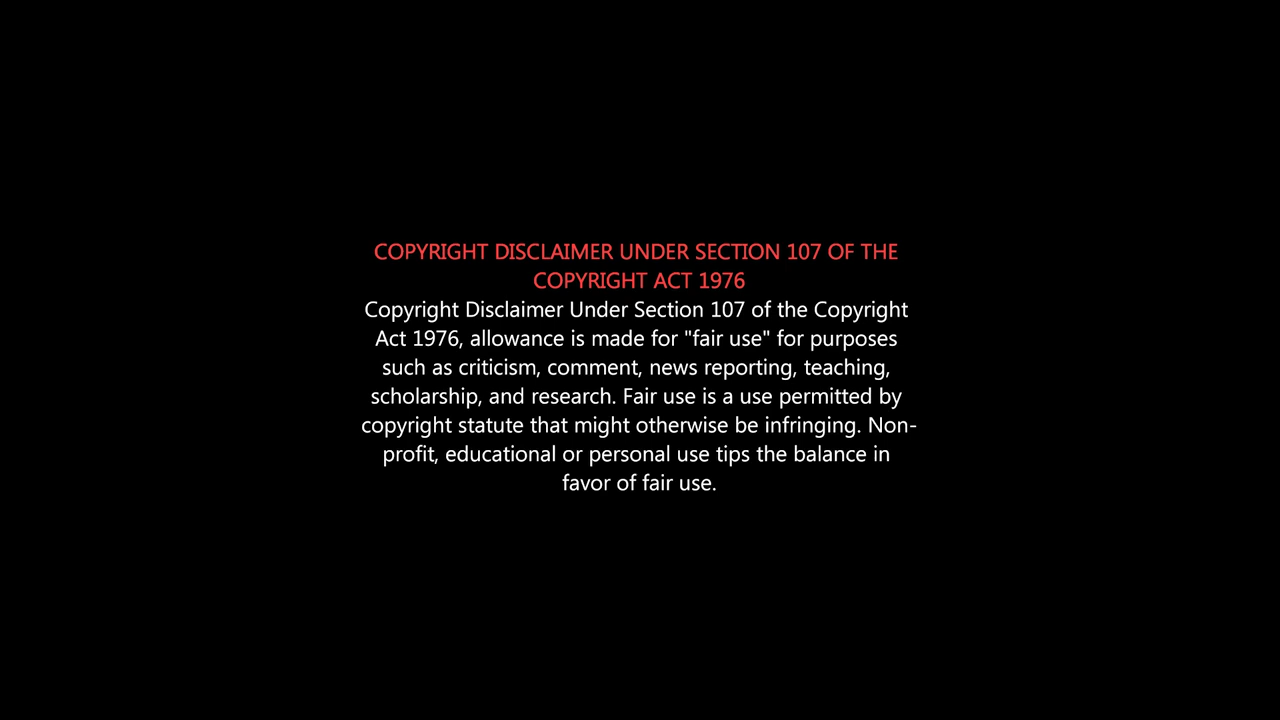 COPYRIGHT DISCLAIMER UNDER SECTION 107 OF THE
COPYRIGHT ACT 1976
Copyright Disclaimer Under Section 107 of the Copyright
Act 1976, allowance is made for "fair use" for purposes
such as criticism, comment, news reporting, teaching,
scholarship, and research. Fair use is a use permitted by
copyright statute that might otherwise be infringing. Non-
profit, educational or personal use tips the balance in
favor of fair use.